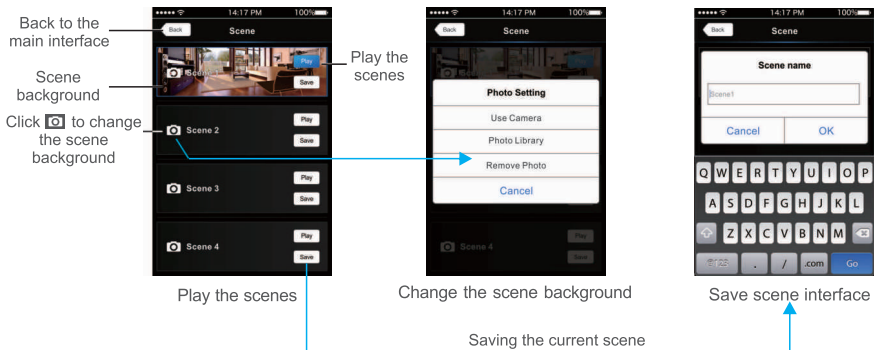 Back to the
main interface
Scene
background
Click to change
the scene
background
14:17 PM 100%
Back Scene
Scene
Play
Save
Scene 2
Play
Save
Scene 3
Play
Save
Scene 4
Play
Save
Play the
scenes
Play the scenes
14:17 PM 100%
Back Scene
Play
Save
Photo Setting
Use Camera
Photo Library
Remove Photo
Cancel
Scene 4
Play
Save
Change the scene background
14:17 PM 100%
Back Scene
Scene name
Scene1
Cancel OK
Q W E R T Y U I O P
A S D F G H J K L
Z X C V B N M
. / .com Go
Save scene interface
Saving the current scene